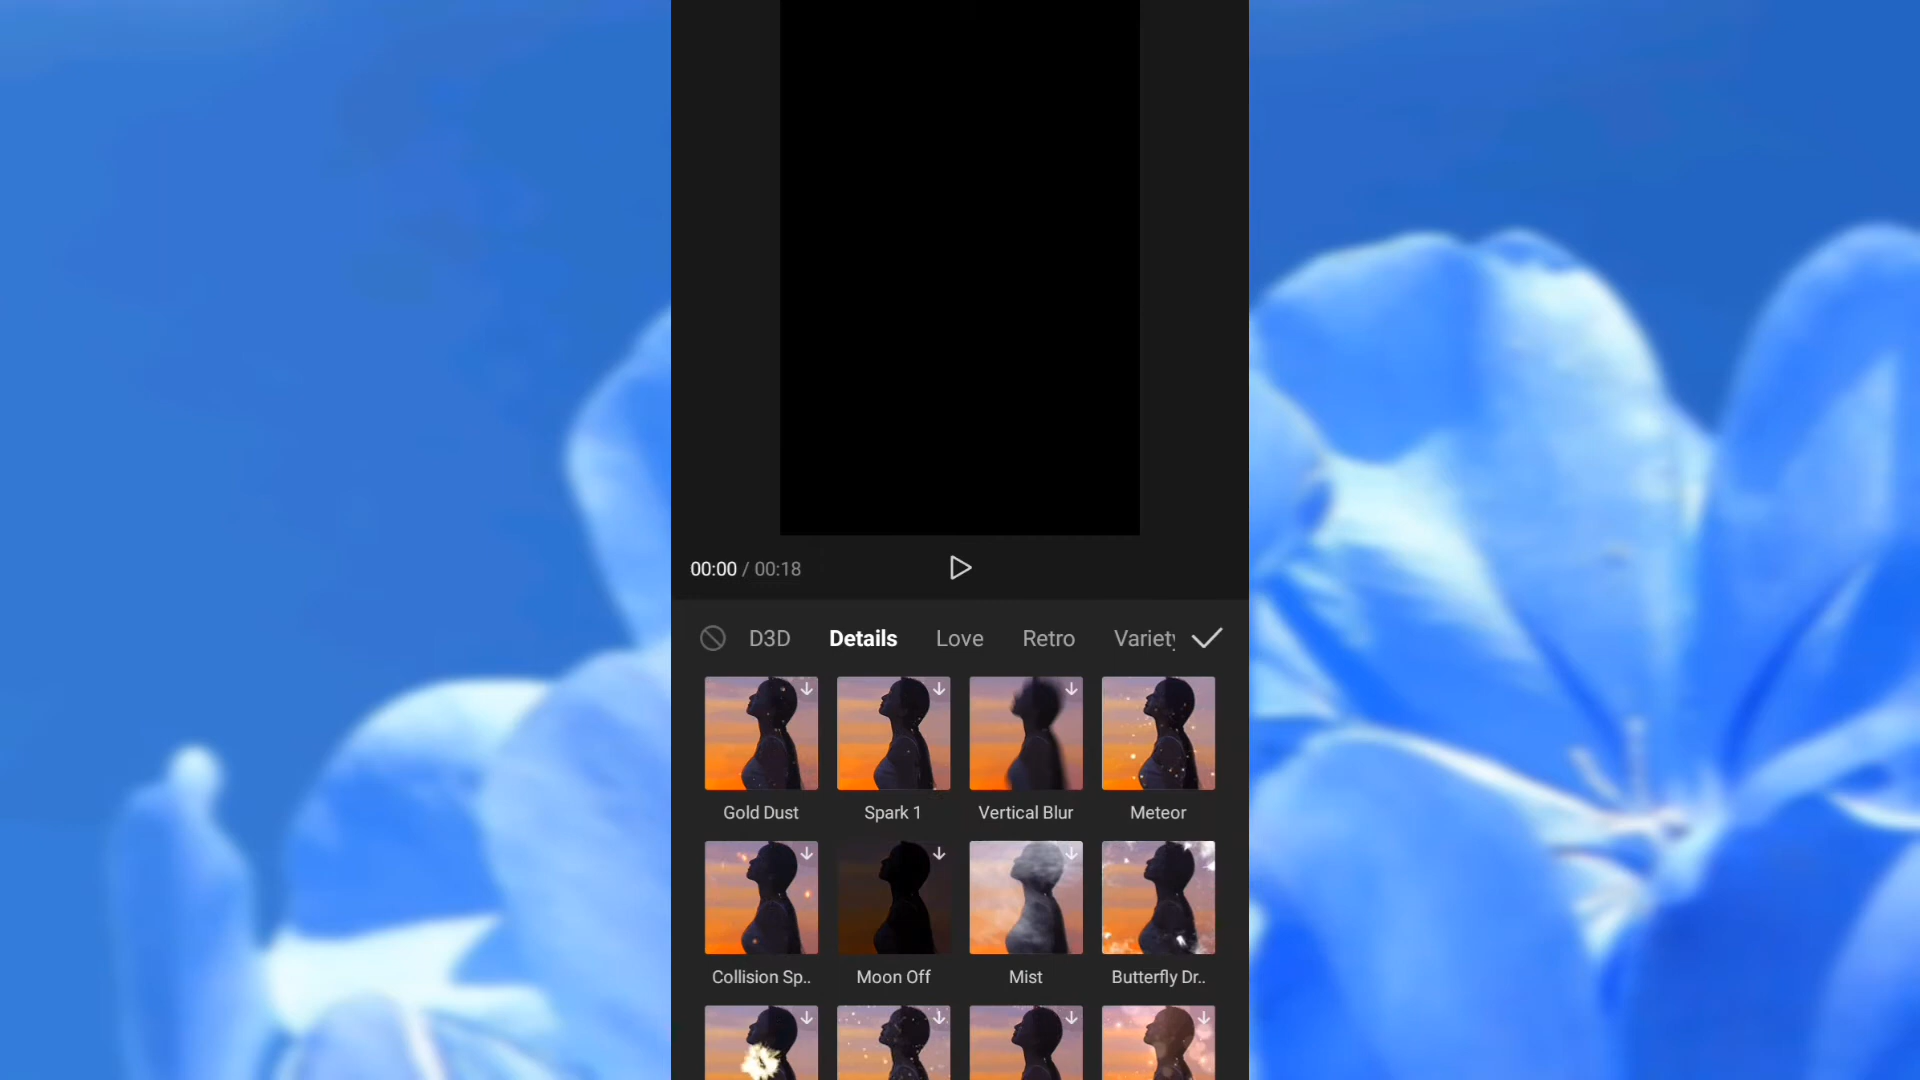 00:00 / 00:18
D3D Details Love Retro Variety
Gold Dust Spark 1 Vertical Blur Meteor
Collision Sp.. Moon Off Mist Butterfly Dr..